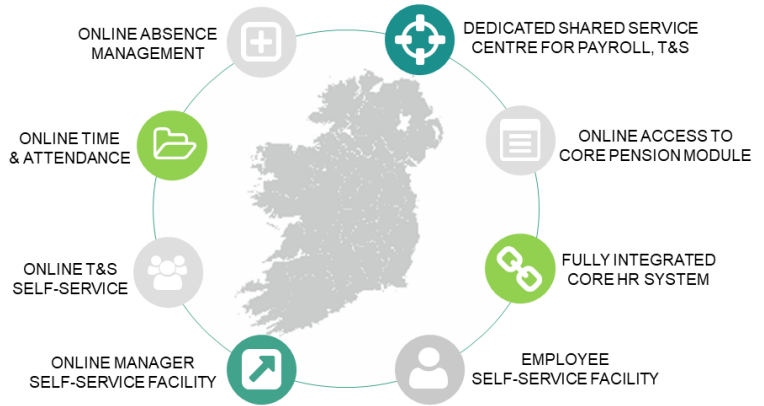 ONLINE ABSENCE
MANAGEMENT
DEDICATED SHARED SERVICE
CENTRE FOR PAYROLL, T&S
ONLINE TIME
& ATTENDANCE
ONLINE ACCESS TO
CORE PENSION MODULE
ONLINE T&S
SELF-SERVICE
FULLY INTEGRATED
CORE HR SYSTEM
ONLINE MANAGER
SELF-SERVICE FACILITY
EMPLOYEE
SELF-SERVICE FACILITY